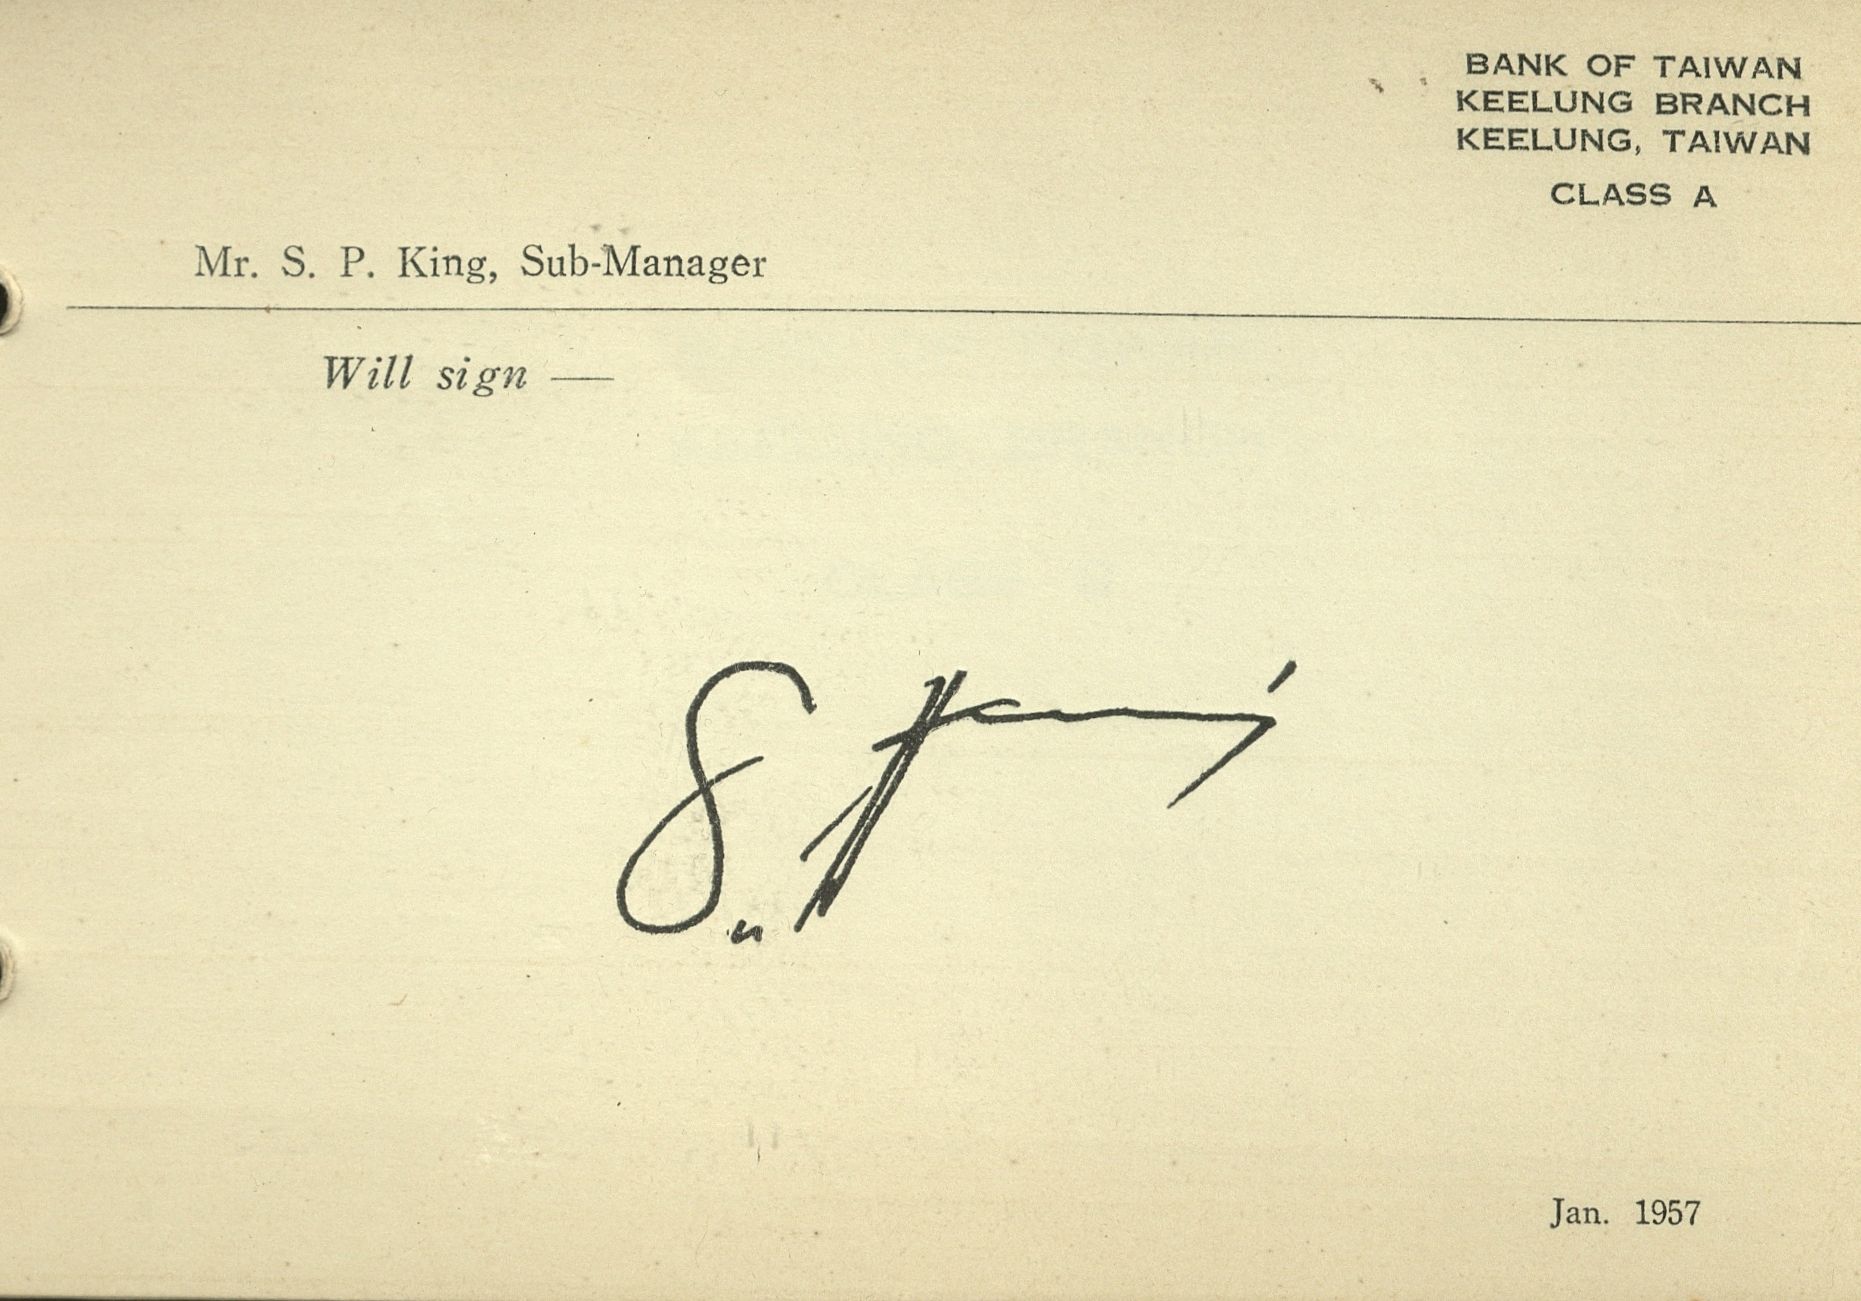 BANK OF TAIWAN
KEELUNG BRANCH
KEELUNG, TAIWAN
CLASS A
Mr. S. P. King, Sub-Manager
Will sign —
Jan. 1957